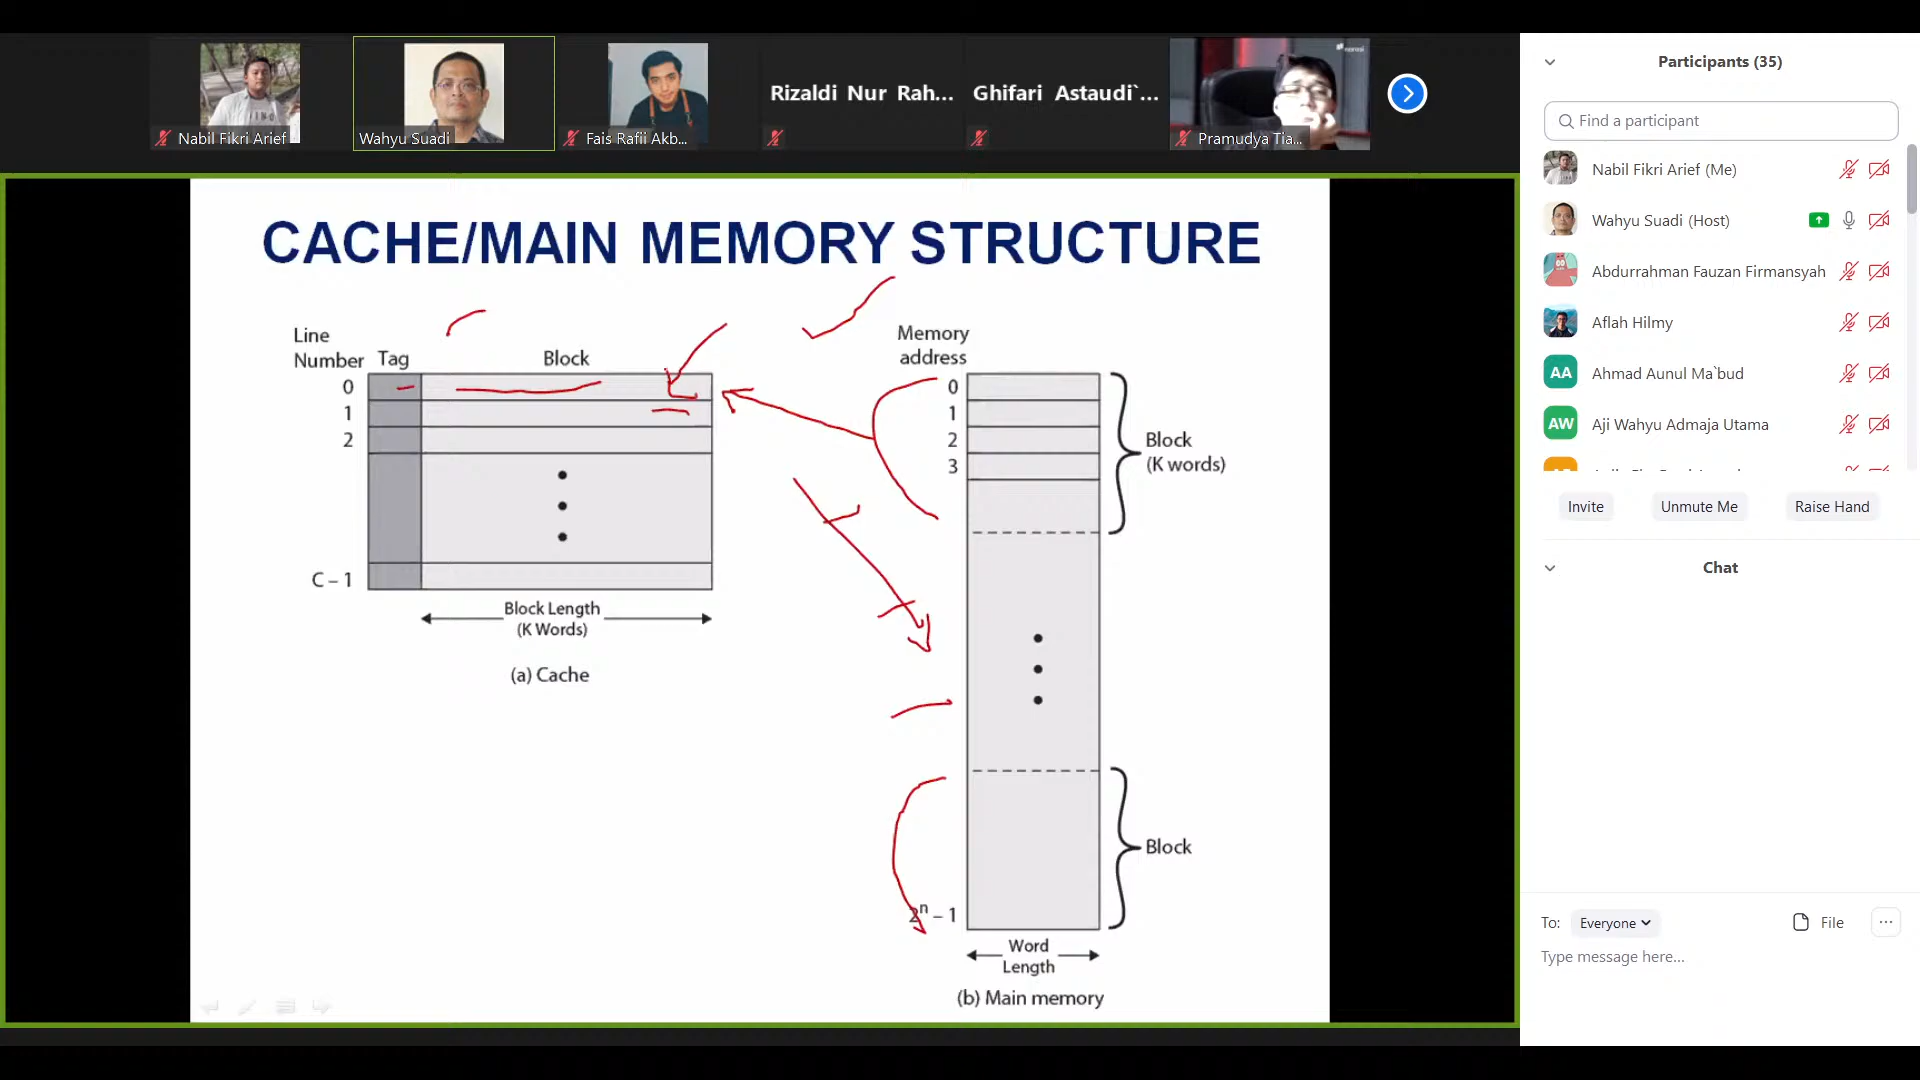 Nabil Fikri Arief
Wahyu Suadi
Fais Rafii Akb...
Rizaldi Nur Rah...
Ghifari Astaudi`...
Pramudya Tia...
CACHE/MAIN MEMORY STRUCTURE
Line
Number
Tag
Block
0
1
2
C – 1
Block Length
(K Words)
(a) Cache
Memory
address
0
1
2
3
Block
(K words)
Block
2ⁿ – 1
Word
Length
(b) Main memory
Participants (35)
Find a participant
Nabil Fikri Arief (Me)
Wahyu Suadi (Host)
Abdurrahman Fauzan Firmansyah
Aflah Hilmy
AA
Ahmad Aunul Ma`bud
AW
Aji Wahyu Admaja Utama
Invite
Unmute Me
Raise Hand
Chat
To:
Everyone
File
Type message here...